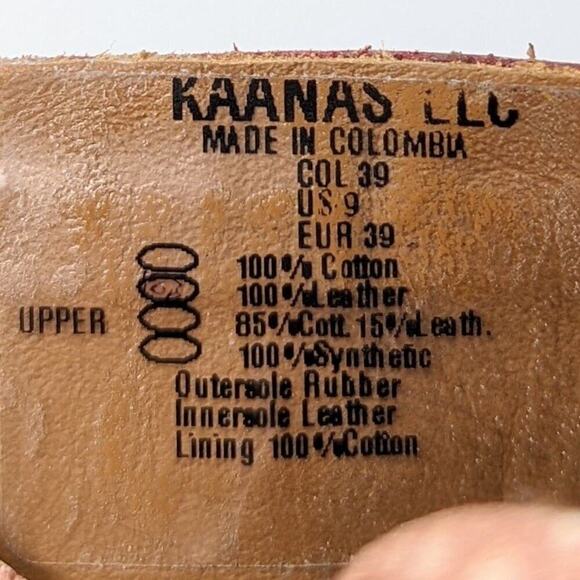 KAANAS LLC
MADE IN COLOMBIA
COL 39
US 9
EUR 39
100% Cotton
100% Leather
UPPER 85% Cott. 15% Leath.
100% Synthetic
Outersole Rubber
Innersole Leather
Lining 100% Cotton